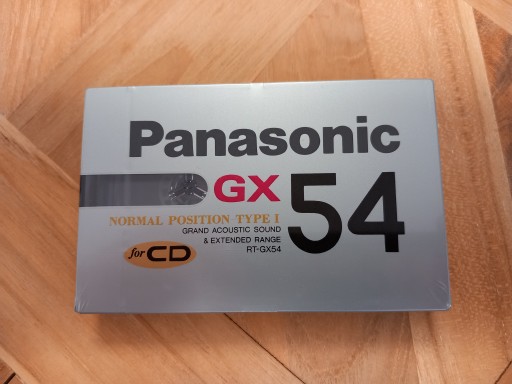 Panasonic
GX 54
NORMAL POSITION TYPE I
GRAND ACOUSTIC SOUND
& EXTENDED RANGE
RT-GX54
for CD